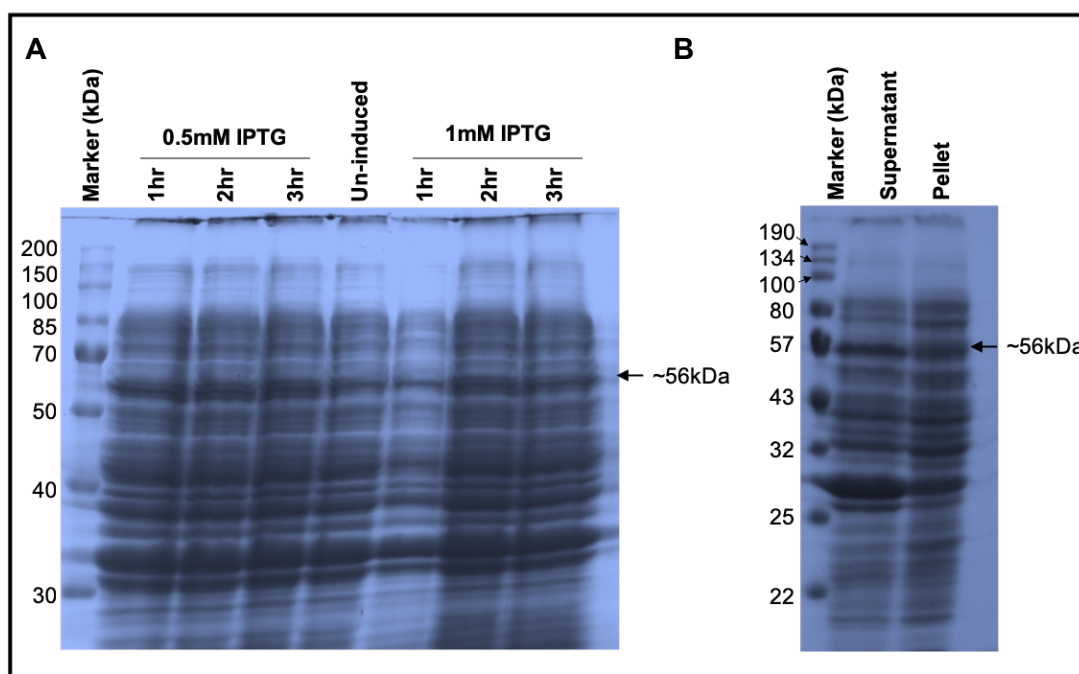 A
Marker (kDa)
0.5mM IPTG
1hr
2hr
3hr
Un-induced
1mM IPTG
1hr
2hr
3hr
200
150
100
85
70
50
40
30
~56kDa
B
Marker (kDa)
Supernatant
Pellet
190
134
100
80
57
43
32
25
22
~56kDa